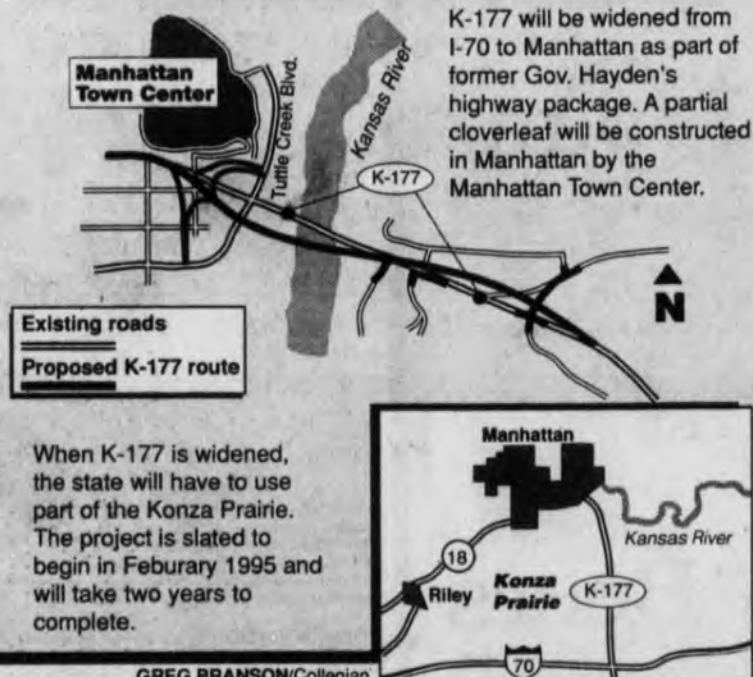 K-177 will be widened from
I-70 to Manhattan as part of
former Gov. Hayden's
highway package. A partial
cloverleaf will be constructed
in Manhattan by the
Manhattan Town Center.
Manhattan
Town Center
Tuttle Creek Blvd.
Kansas River
K-177
N
Existing roads
Proposed K-177 route
When K-177 is widened,
the state will have to use
part of the Konza Prairie.
The project is slated to
begin in Feburary 1995 and
will take two years to
complete.
Manhattan
Kansas River
18
Riley
Konza
Prairie
K-177
70
GREG BRANSON/Collegian